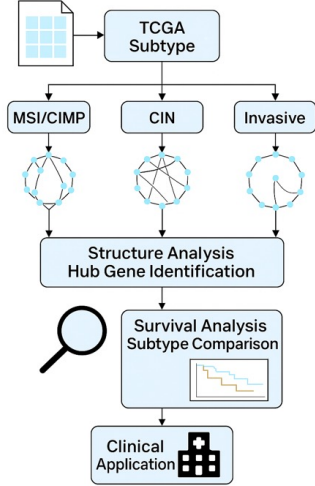 TCGA
Subtype
MSI/CIMP
CIN
Invasive
Structure Analysis
Hub Gene Identification
Survival Analysis
Subtype Comparison
Clinical
Application